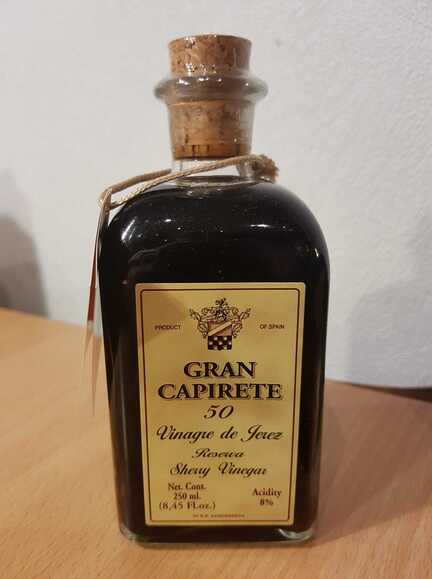 PRODUCT OF SPAIN
GRAN
CAPIRETE
50
Vinagre de Jerez
Reserva
Sherry Vinegar
Net. Cont.
250 ml.
(8,45 Fl.oz.)
Acidity
8%